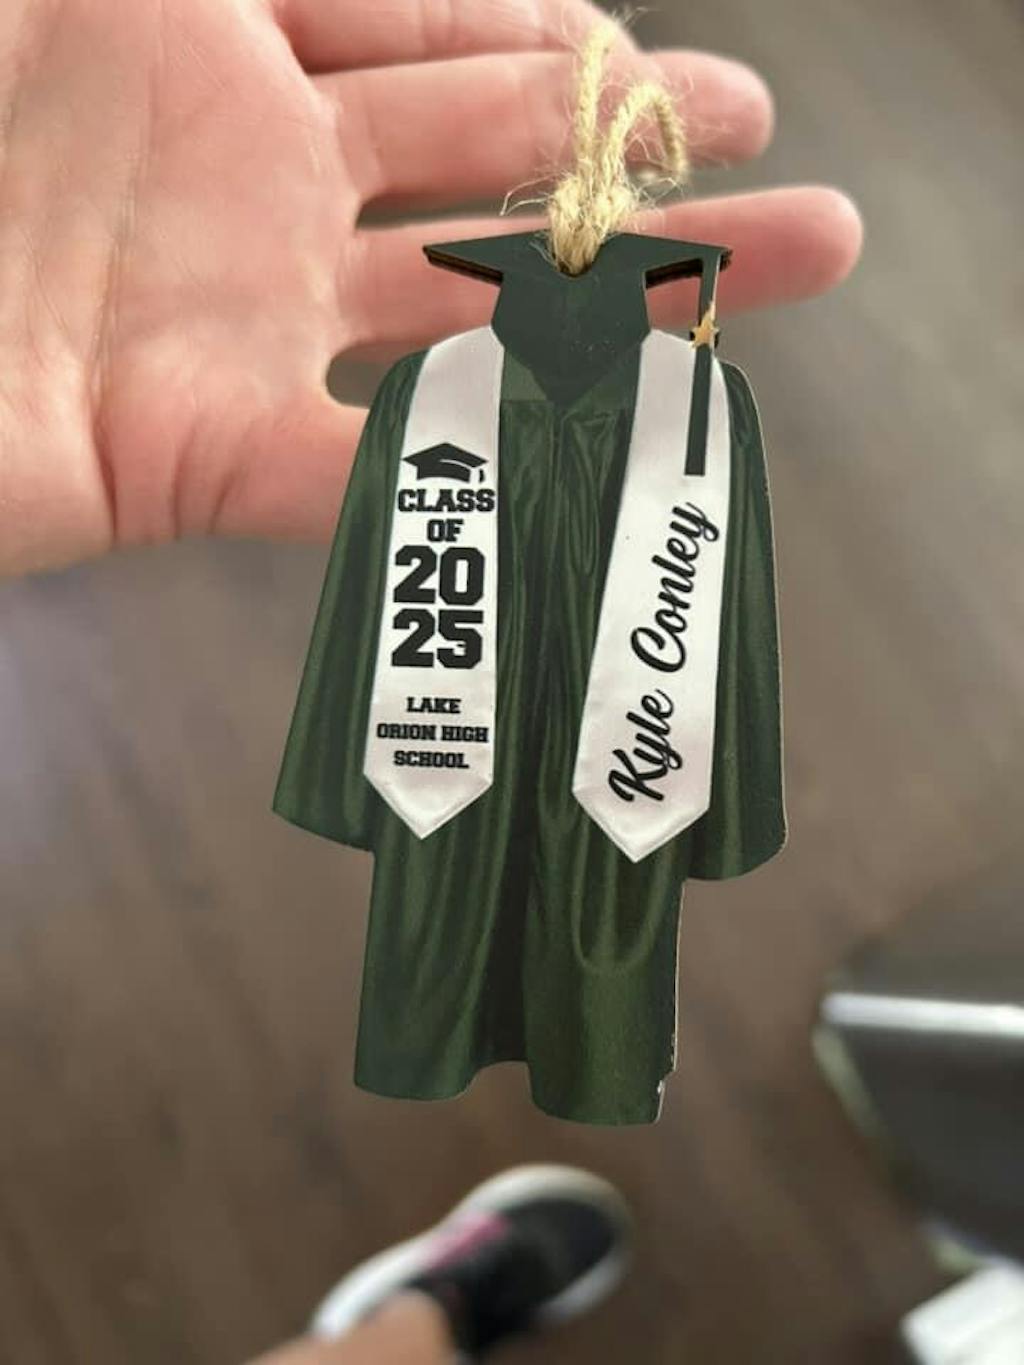 CLASS
OF
20
25
LAKE
ORION HIGH
SCHOOL
Kyle Conley